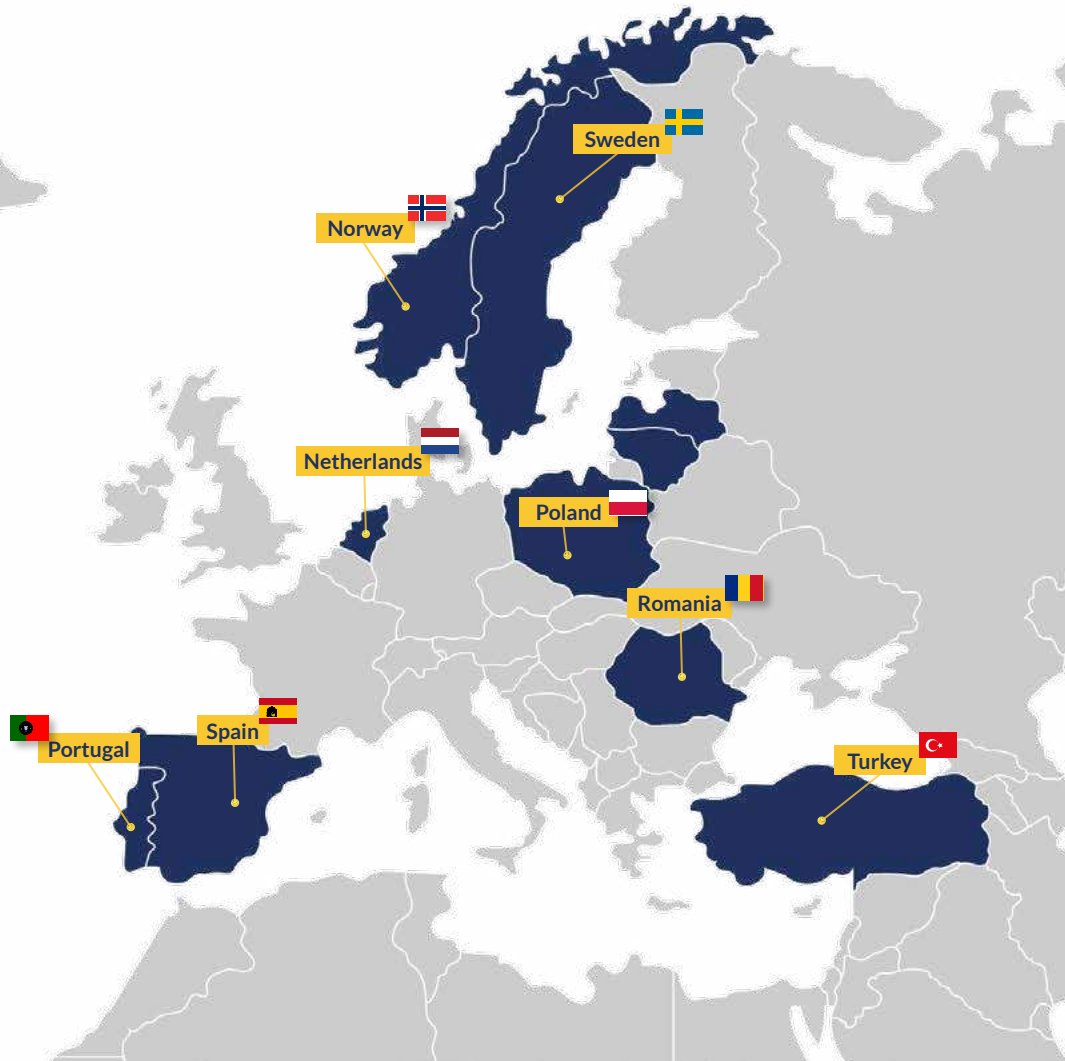 Sweden
Norway
Netherlands
Poland
Romania
Spain
Portugal
Turkey